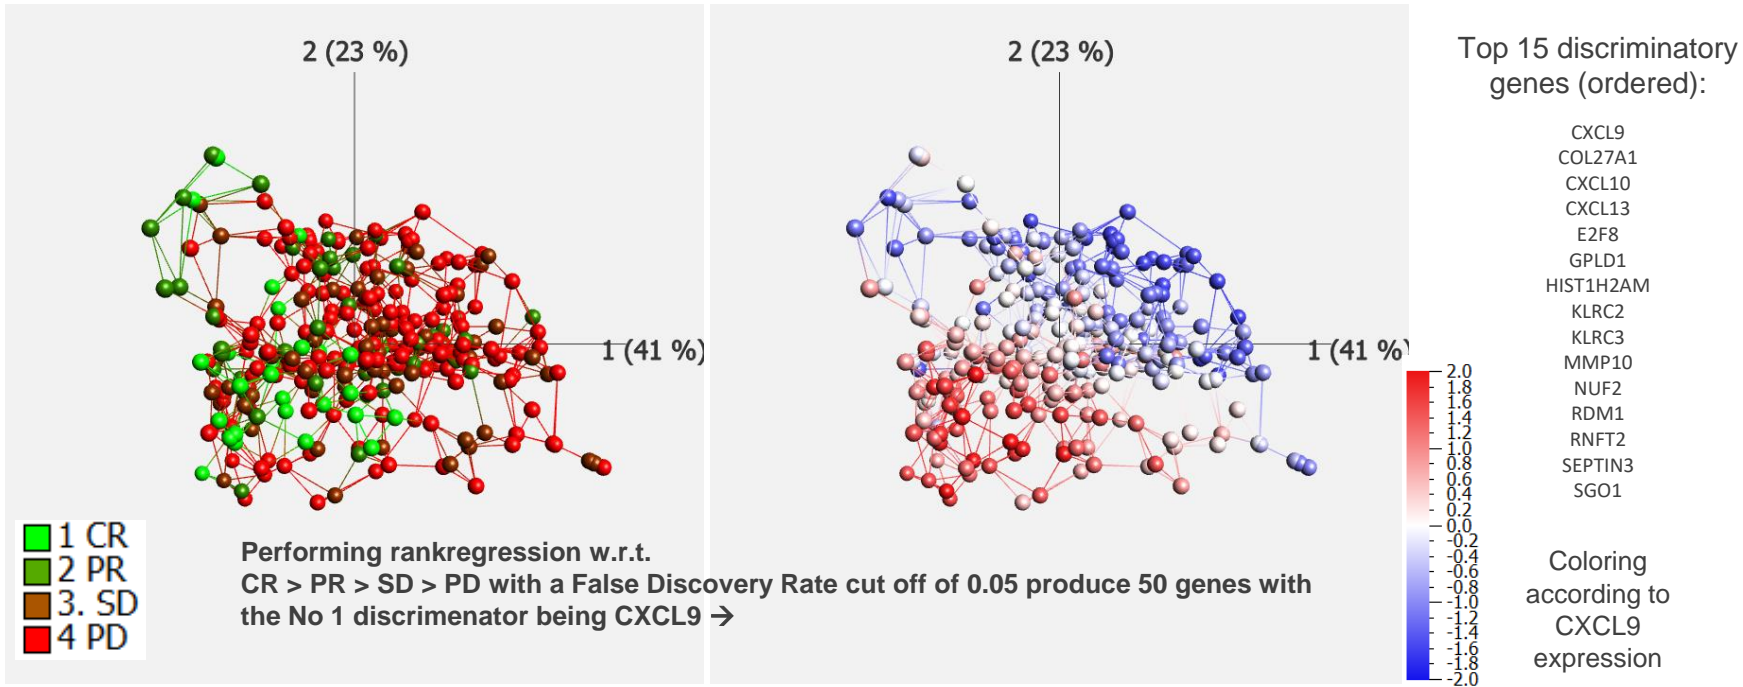 2 (23 %)
1 (41 %)
1 CR
2 PR
3. SD
4 PD
2 (23 %)
1 (41 %)
Performing rankregression w.r.t.
CR > PR > SD > PD with a False Discovery Rate cut off of 0.05 produce 50 genes with
the No 1 discrimenator being CXCL9 →
2.0
1.8
1.6
1.4
1.2
1.0
0.8
0.6
0.4
0.2
0.0
-0.2
-0.4
-0.6
-0.8
-1.0
-1.2
-1.4
-1.6
-1.8
-2.0
Top 15 discriminatory
genes (ordered):
CXCL9
COL27A1
CXCL10
CXCL13
E2F8
GPLD1
HIST1H2AM
KLRC2
KLRC3
MMP10
NUF2
RDM1
RNFT2
SEPTIN3
SGO1
Coloring
according to
CXCL9
expression